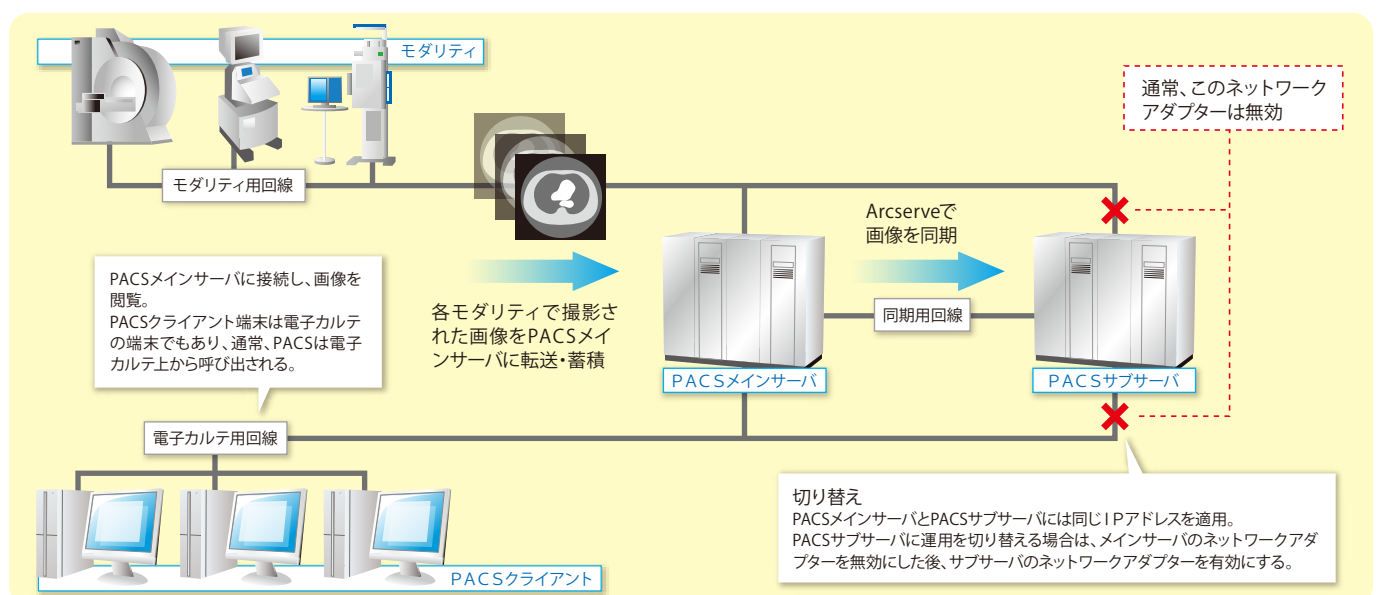 モダリティ
通常、このネットワーク
アダプターは無効
モダリティ用回線
Arcserveで
画像を同期
PACSメインサーバに接続し、画像を
閲覧。
PACSクライアント端末は電子カルテ
の端末でもあり、通常、PACSは電子
カルテ上から呼び出される。
各モダリティで撮影さ
れた画像をPACSメイ
ンサーバに転送・蓄積
同期用回線
PACSメインサーバ
PACSサブサーバ
電子カルテ用回線
切り替え
PACSメインサーバとPACSサブサーバには同じIPアドレスを適用。
PACSサブサーバに運用を切り替える場合は、メインサーバのネットワークアダ
プターを無効にした後、サブサーバのネットワークアダプターを有効にする。
PACSクライアント